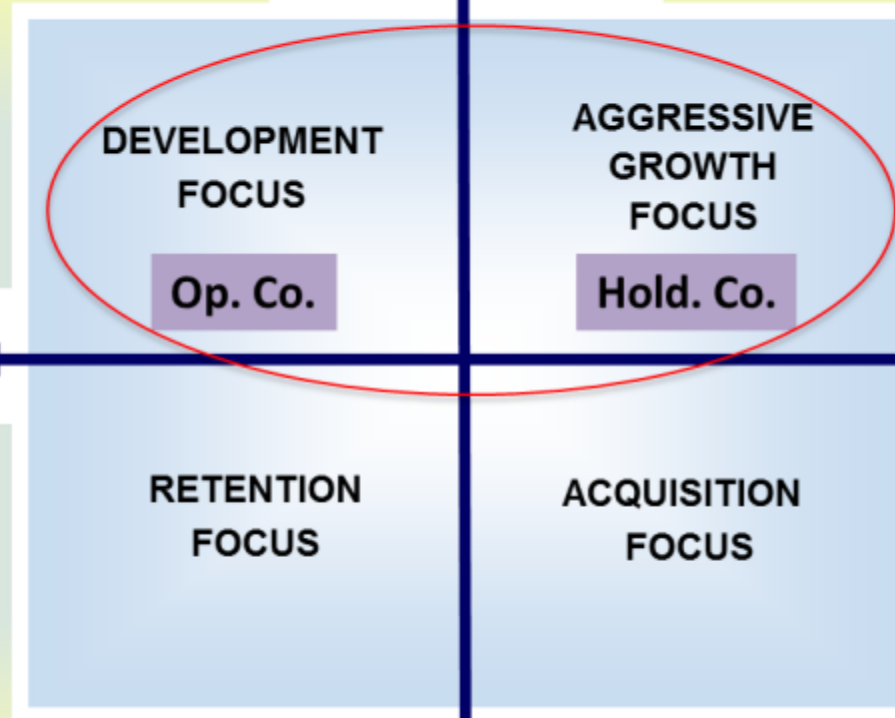 DEVELOPMENT
FOCUS
Op. Co.
AGGRESSIVE
GROWTH
FOCUS
Hold. Co.
RETENTION
FOCUS
ACQUISITION
FOCUS